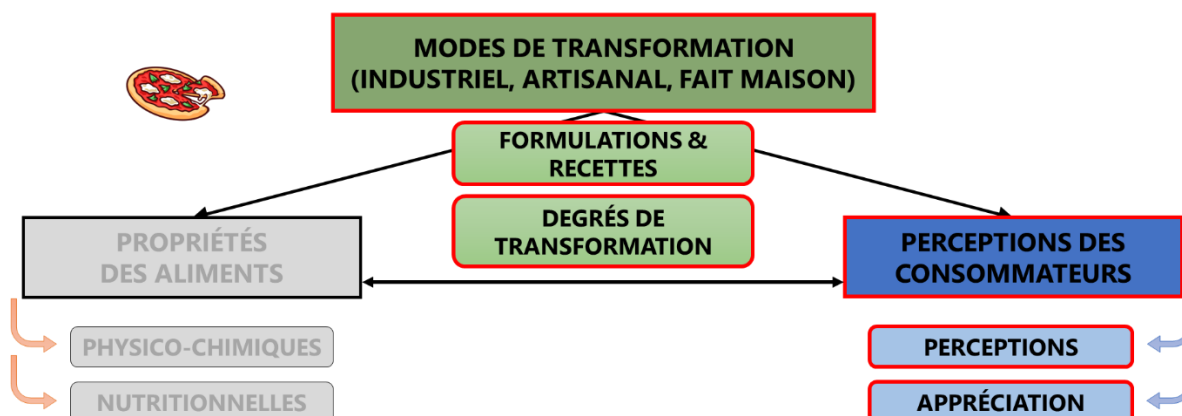 MODES DE TRANSFORMATION
(INDUSTRIEL, ARTISANAL, FAIT MAISON)
FORMULATIONS &
RECETTES
DEGRÉS DE
TRANSFORMATION
PROPRIÉTÉS
DES ALIMENTS
PERCEPTIONS DES
CONSOMMATEURS
PHYSICO-CHIMIQUES
PERCEPTIONS
NUTRITIONNELLES
APPRÉCIATION